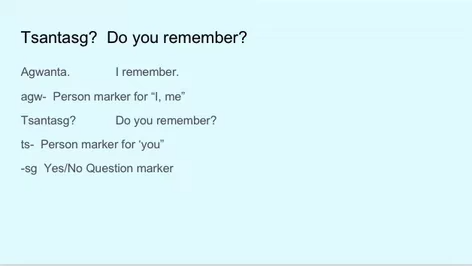 Tsantasg? Do you remember?
Agwanta. I remember.
agw- Person marker for “I, me”
Tsantasg? Do you remember?
ts- Person marker for ‘you”
-sg Yes/No Question marker